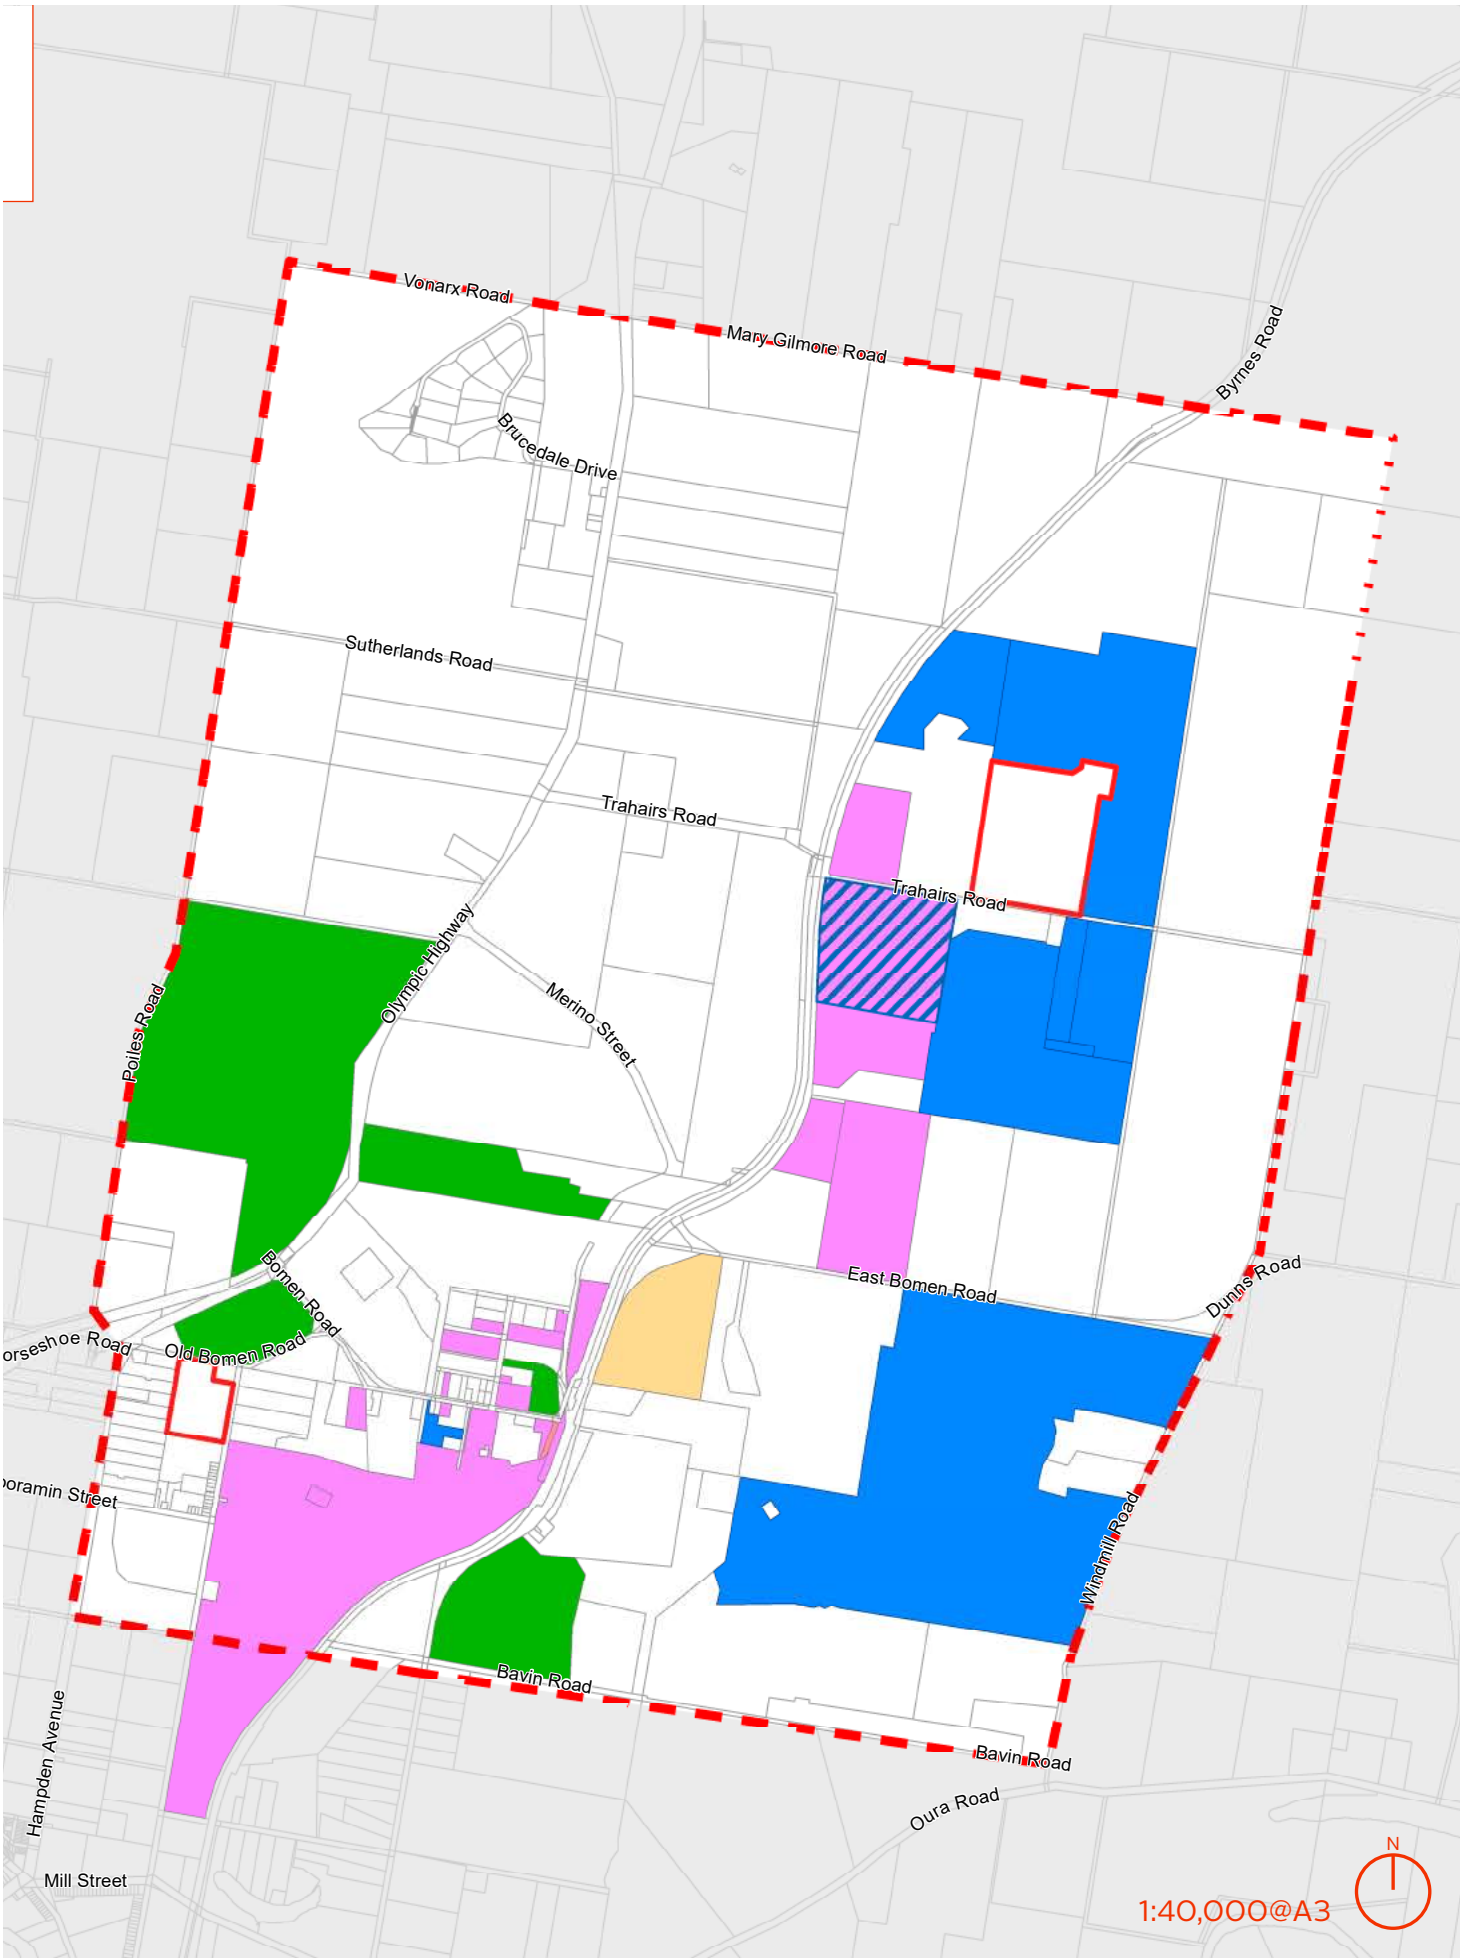 Vonarx Road
Mary Gilmore Road
Byrnes Road
Brucedale Drive
Sutherlands Road
Trahairs Road
Trahairs Road
Olympic Highway
Merino Street
Poiles Road
Bomen Road
East Bomen Road
Dunns Road
orseshoe Road
Old Bomen Road
ooramin Street
Windmill Road
Bavin Road
Hampden Avenue
Bavin Road
Oura Road
Mill Street
N
1:40,000@A3